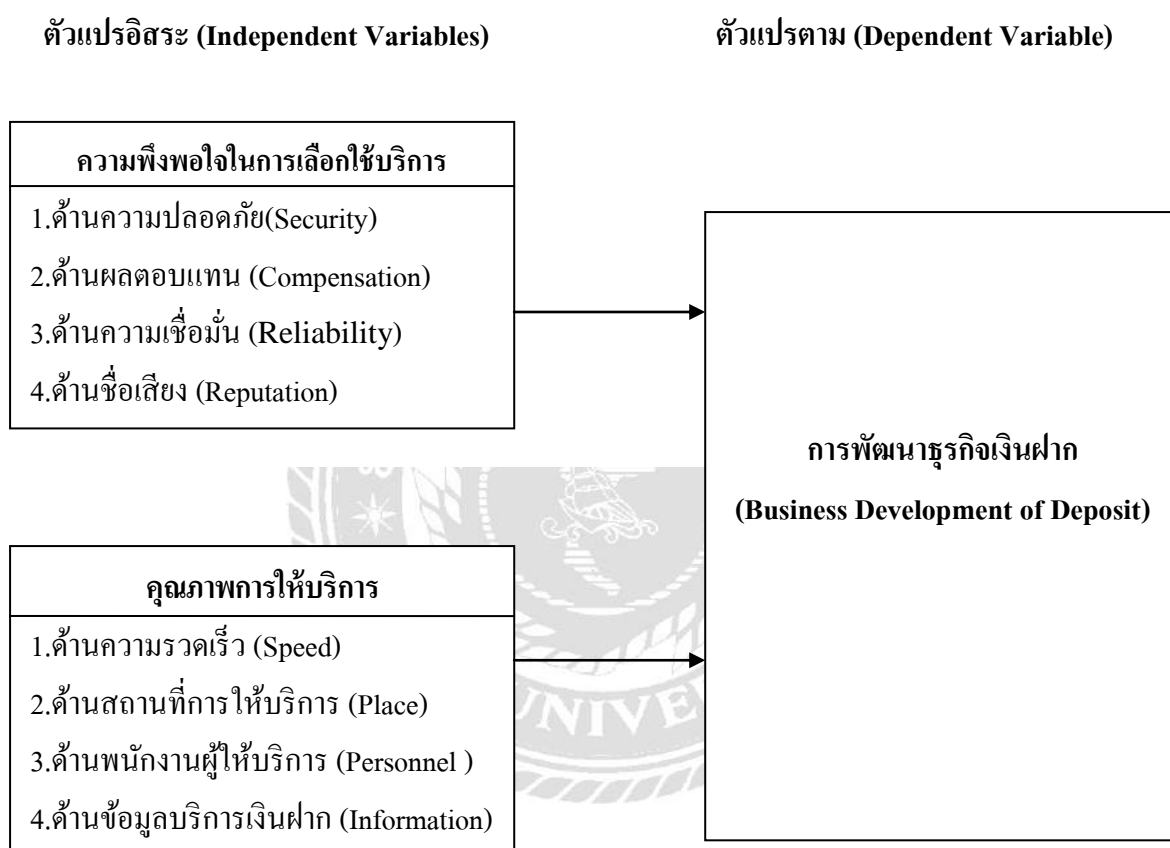 ตัวแปรอิสระ (Independent Variables)
ตัวแปรตาม (Dependent Variable)
ความพึงพอใจในการเลือกใช้บริการ
1.ด้านความปลอดภัย(Security)
2.ด้านผลตอบแทน (Compensation)
3.ด้านความเชื่อมั่น (Reliability)
4.ด้านชื่อเสียง (Reputation)
การพัฒนาธุรกิจเงินฝาก
(Business Development of Deposit)
คุณภาพการให้บริการ
1.ด้านความรวดเร็ว (Speed)
2.ด้านสถานที่การให้บริการ (Place)
3.ด้านพนักงานผู้ให้บริการ (Personnel )
4.ด้านข้อมูลบริการเงินฝาก (Information)